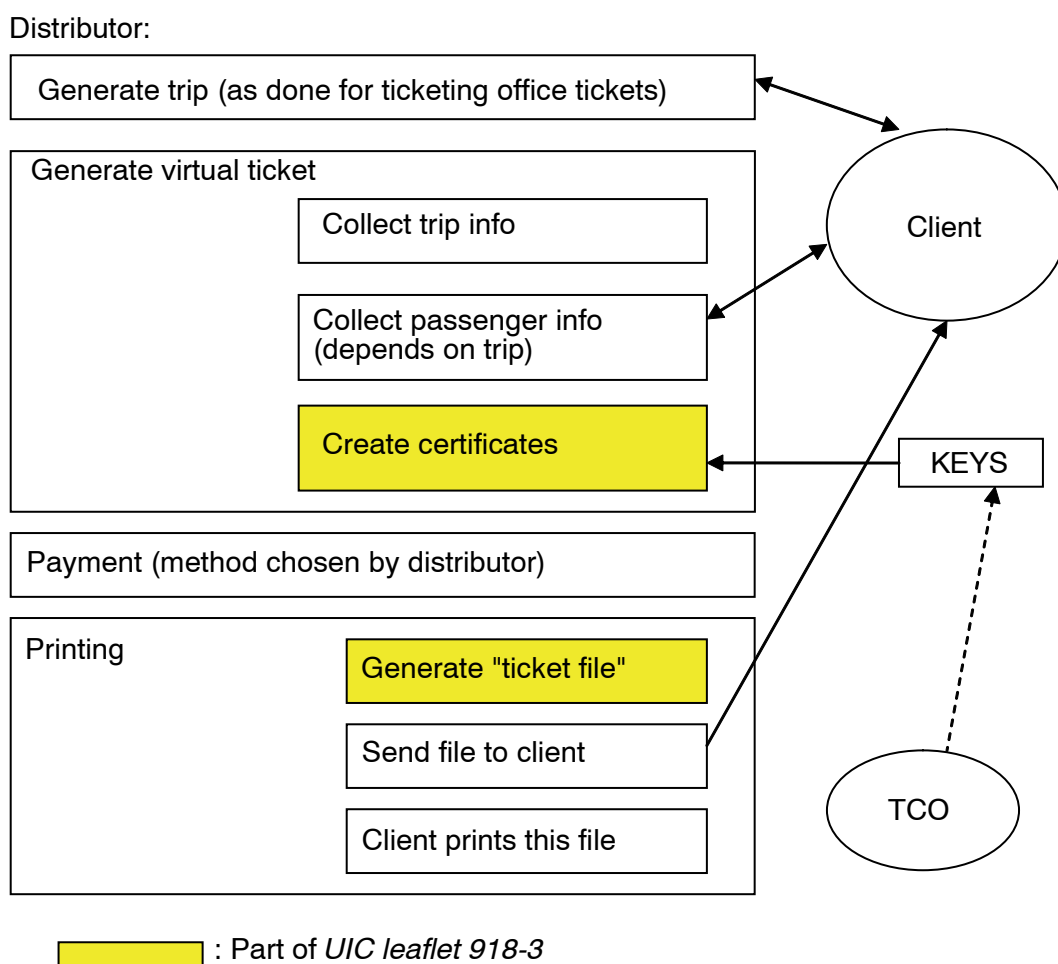 Distributor:
Generate trip (as done for ticketing office tickets)
Generate virtual ticket
Collect trip info
Client
Collect passenger info
(depends on trip)
Create certificates
KEYS
Payment (method chosen by distributor)
Printing
Generate "ticket file"
Send file to client
TCO
Client prints this file
: Part of UIC leaflet 918-3